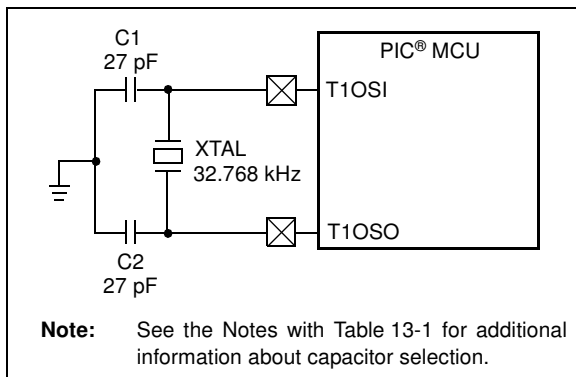 C1
27 pF
PIC® MCU
T1OSI
XTAL
32.768 kHz
T1OSO
C2
27 pF
Note: See the Notes with Table 13-1 for additional
information about capacitor selection.